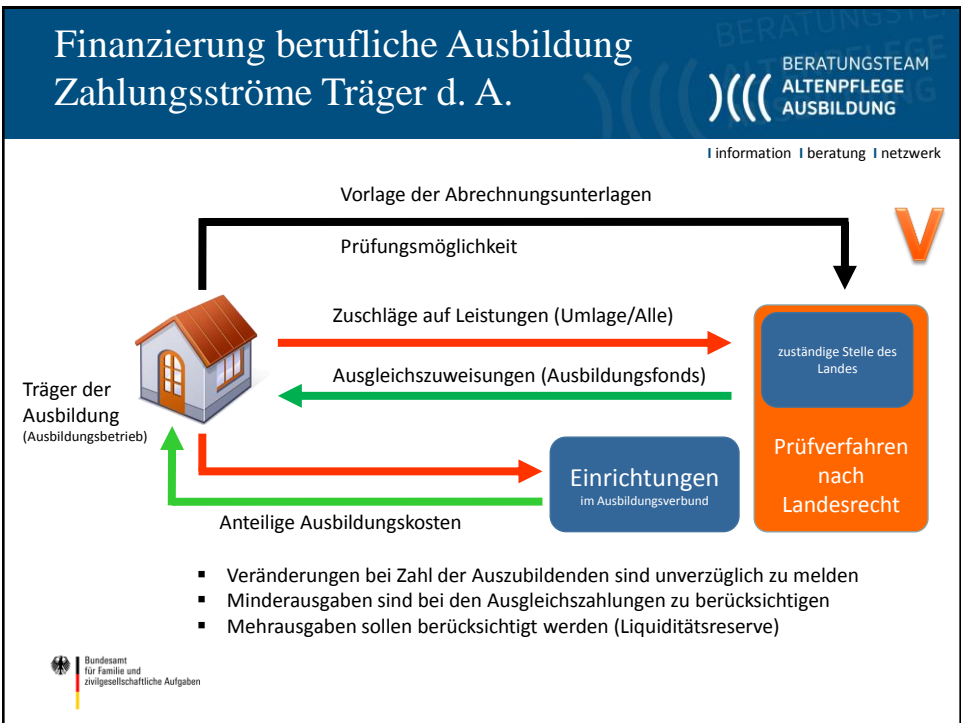 Finanzierung berufliche Ausbildung
Zahlungsströme Träger d. A.
BERATUNGSTEAM
ALTENPFLEGE
AUSBILDUNG
I information I beratung I netzwerk
Vorlage der Abrechnungsunterlagen
Prüfungsmöglichkeit
V
Zuschläge auf Leistungen (Umlage/Alle)
zuständige Stelle des
Landes
Ausgleichszuweisungen (Ausbildungsfonds)
Träger der
Ausbildung
(Ausbildungsbetrieb)
Prüfverfahren
nach
Landesrecht
Einrichtungen
im Ausbildungsverbund
Anteilige Ausbildungskosten
▪ Veränderungen bei Zahl der Auszubildenden sind unverzüglich zu melden
▪ Minderausgaben sind bei den Ausgleichszahlungen zu berücksichtigen
▪ Mehrausgaben sollen berücksichtigt werden (Liquiditätsreserve)
Bundesamt
für Familie und
zivilgesellschaftliche Aufgaben